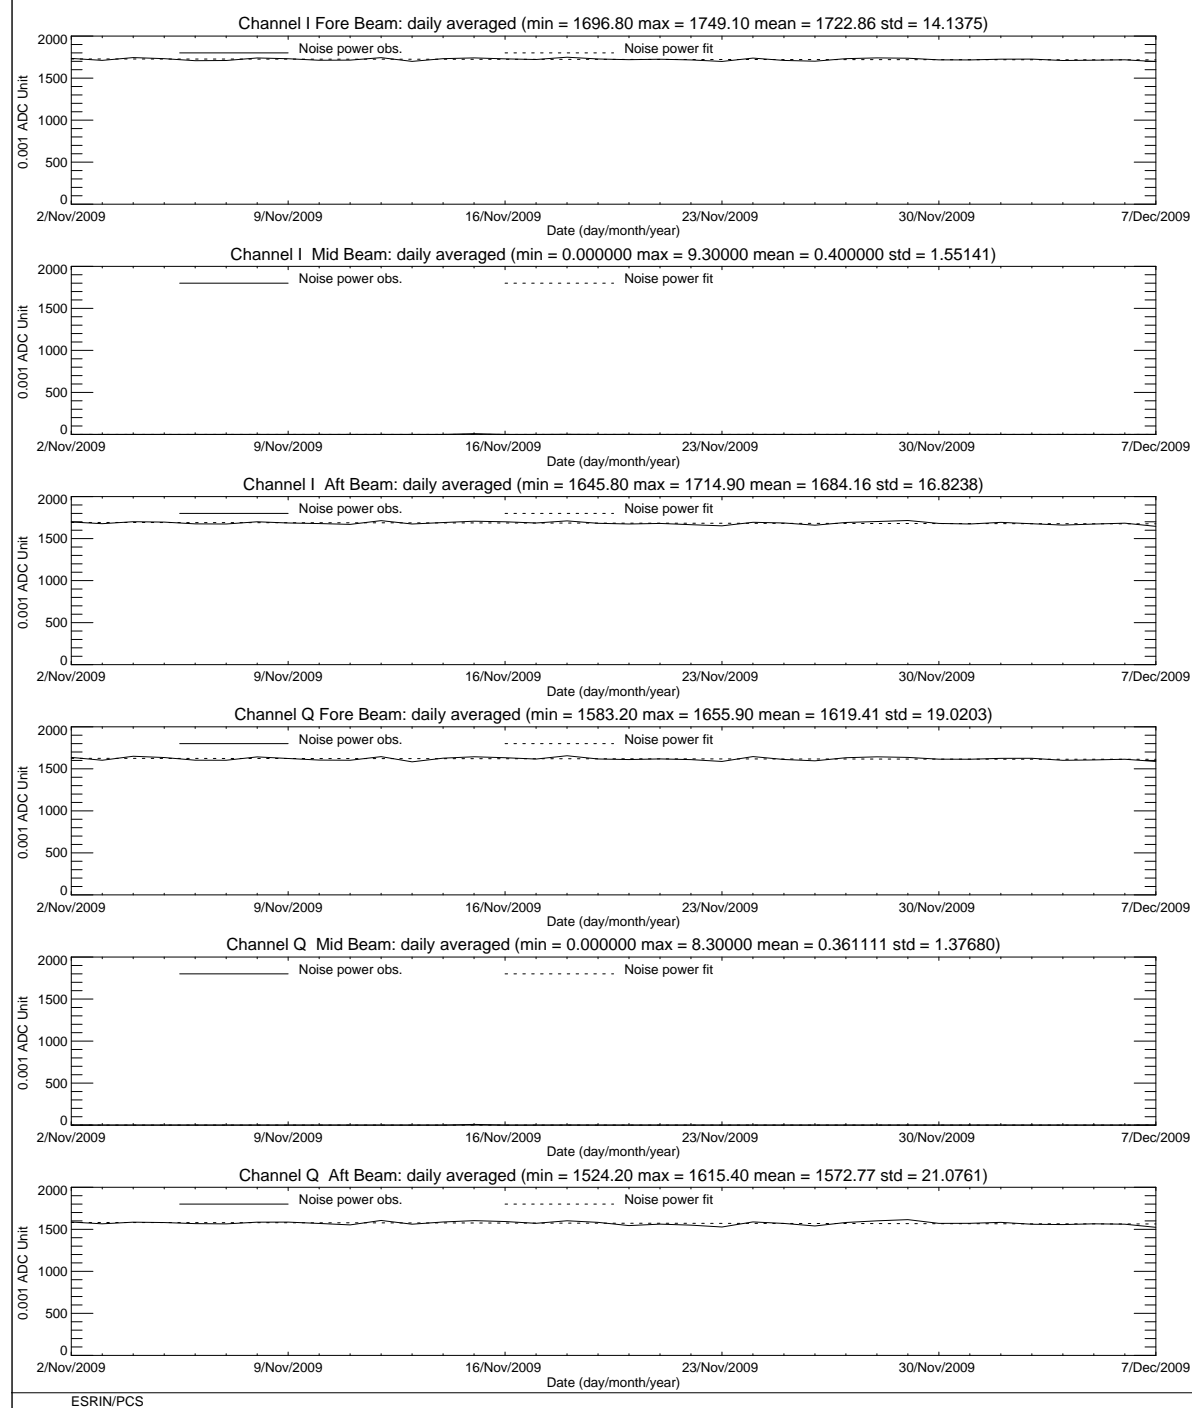 Channel I Fore Beam: daily averaged (min = 1696.80 max = 1749.10 mean = 1722.86 std = 14.1375)
Noise power obs. Noise power fit
2000
1500
1000
500
0
0.001 ADC Unit
2/Nov/2009 9/Nov/2009 16/Nov/2009 23/Nov/2009 30/Nov/2009 7/Dec/2009
Date (day/month/year)
Channel I Mid Beam: daily averaged (min = 0.000000 max = 9.30000 mean = 0.400000 std = 1.55141)
Noise power obs. Noise power fit
2000
1500
1000
500
0
0.001 ADC Unit
2/Nov/2009 9/Nov/2009 16/Nov/2009 23/Nov/2009 30/Nov/2009 7/Dec/2009
Date (day/month/year)
Channel I Aft Beam: daily averaged (min = 1645.80 max = 1714.90 mean = 1684.16 std = 16.8238)
Noise power obs. Noise power fit
2000
1500
1000
500
0
0.001 ADC Unit
2/Nov/2009 9/Nov/2009 16/Nov/2009 23/Nov/2009 30/Nov/2009 7/Dec/2009
Date (day/month/year)
Channel Q Fore Beam: daily averaged (min = 1583.20 max = 1655.90 mean = 1619.41 std = 19.0203)
Noise power obs. Noise power fit
2000
1500
1000
500
0
0.001 ADC Unit
2/Nov/2009 9/Nov/2009 16/Nov/2009 23/Nov/2009 30/Nov/2009 7/Dec/2009
Date (day/month/year)
Channel Q Mid Beam: daily averaged (min = 0.000000 max = 8.30000 mean = 0.361111 std = 1.37680)
Noise power obs. Noise power fit
2000
1500
1000
500
0
0.001 ADC Unit
2/Nov/2009 9/Nov/2009 16/Nov/2009 23/Nov/2009 30/Nov/2009 7/Dec/2009
Date (day/month/year)
Channel Q Aft Beam: daily averaged (min = 1524.20 max = 1615.40 mean = 1572.77 std = 21.0761)
Noise power obs. Noise power fit
2000
1500
1000
500
0
0.001 ADC Unit
2/Nov/2009 9/Nov/2009 16/Nov/2009 23/Nov/2009 30/Nov/2009 7/Dec/2009
Date (day/month/year)
ESRIN/PCS